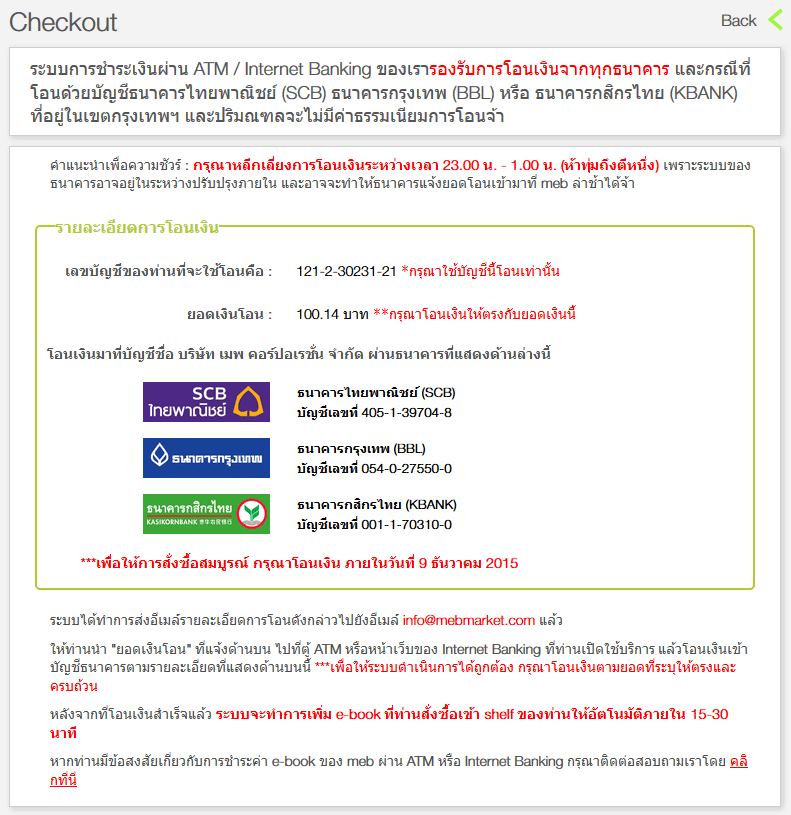 Checkout
Back
ระบบการชำระเงินผ่าน ATM / Internet Banking ของเรารองรับการโอนเงินจากทุกธนาคาร และกรณีที่
โอนด้วยบัญชีธนาคารไทยพาณิชย์ (SCB) ธนาคารกรุงเทพ (BBL) หรือ ธนาคารกสิกรไทย (KBANK)
ที่อยู่ในเขตกรุงเทพฯ และปริมณฑลจะไม่มีค่าธรรมเนียมการโอนจ้า
คำแนะนำเพื่อความชัวร์ : กรุณาหลีกเลี่ยงการโอนเงินระหว่างเวลา 23.00 น. - 1.00 น. (ห้าทุ่มถึงตีหนึ่ง) เพราะระบบของ
ธนาคารอาจอยู่ในระหว่างปรับปรุงภายใน และอาจจะทำให้ธนาคารแจ้งยอดโอนเข้ามาที่ meb ล่าช้าได้จ้า
รายละเอียดการโอนเงิน
เลขบัญชีของท่านที่จะใช้โอนคือ : 121-2-30231-21 *กรุณาใช้บัญชีนี้โอนเท่านั้น
ยอดเงินโอน : 100.14 บาท **กรุณาโอนเงินให้ตรงกับยอดเงินนี้
โอนเงินมาที่บัญชีชื่อ บริษัท เมพ คอร์ปอเรชั่น จำกัด ผ่านธนาคารที่แสดงด้านล่างนี้
SCB
ไทยพาณิชย์
ธนาคารไทยพาณิชย์ (SCB)
บัญชีเลขที่ 405-1-39704-8
ธนาคารกรุงเทพ
ธนาคารกรุงเทพ (BBL)
บัญชีเลขที่ 054-0-27550-0
ธนาคารกสิกรไทย
KASIKORNBANK 泰华农民银行
ธนาคารกสิกรไทย (KBANK)
บัญชีเลขที่ 001-1-70310-0
***เพื่อให้การสั่งซื้อสมบูรณ์ กรุณาโอนเงิน ภายในวันที่ 9 ธันวาคม 2015
ระบบได้ทำการส่งอีเมล์รายละเอียดการโอนดังกล่าวไปยังอีเมล์ info@mebmarket.com แล้ว
ให้ท่านนำ "ยอดเงินโอน" ที่แจ้งด้านบน ไปที่ตู้ ATM หรือหน้าเว็บของ Internet Banking ที่ท่านเปิดใช้บริการ แล้วโอนเงินเข้า
บัญชีธนาคารตามรายละเอียดที่แสดงด้านบนนี้ ***เพื่อให้ระบบดำเนินการได้ถูกต้อง กรุณาโอนเงินตามยอดที่ระบุให้ตรงและ
ครบถ้วน
หลังจากที่โอนเงินสำเร็จแล้ว ระบบจะทำการเพิ่ม e-book ที่ท่านสั่งซื้อเข้า shelf ของท่านให้อัตโนมัติภายใน 15-30
นาที
หากท่านมีข้อสงสัยเกี่ยวกับการชำระค่า e-book ของ meb ผ่าน ATM หรือ Internet Banking กรุณาติดต่อสอบถามเราโดย คลิ
กที่นี่